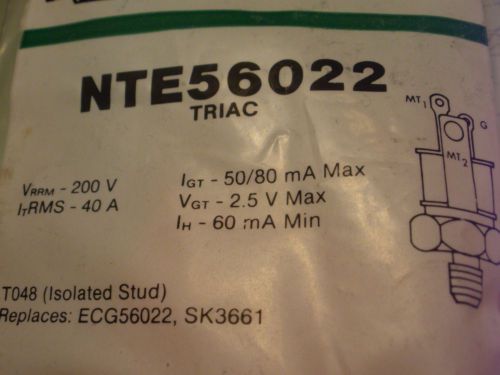 NTE56022
TRIAC
MT1
G
MT2
VRRM - 200 V
ITRMS - 40 A
IGT - 50/80 mA Max
VGT - 2.5 V Max
IH - 60 mA Min
T048 (Isolated Stud)
Replaces: ECG56022, SK3661